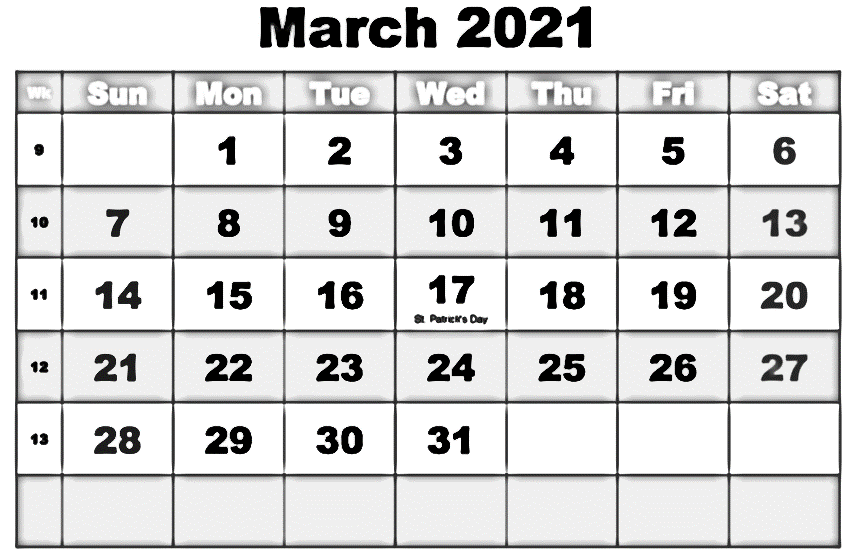 March 2021
Wk Sun Mon Tue Wed Thu Fri Sat
9 1 2 3 4 5 6
10 7 8 9 10 11 12 13
11 14 15 16 17 18 19 20
St. Patrick's Day
12 21 22 23 24 25 26 27
13 28 29 30 31